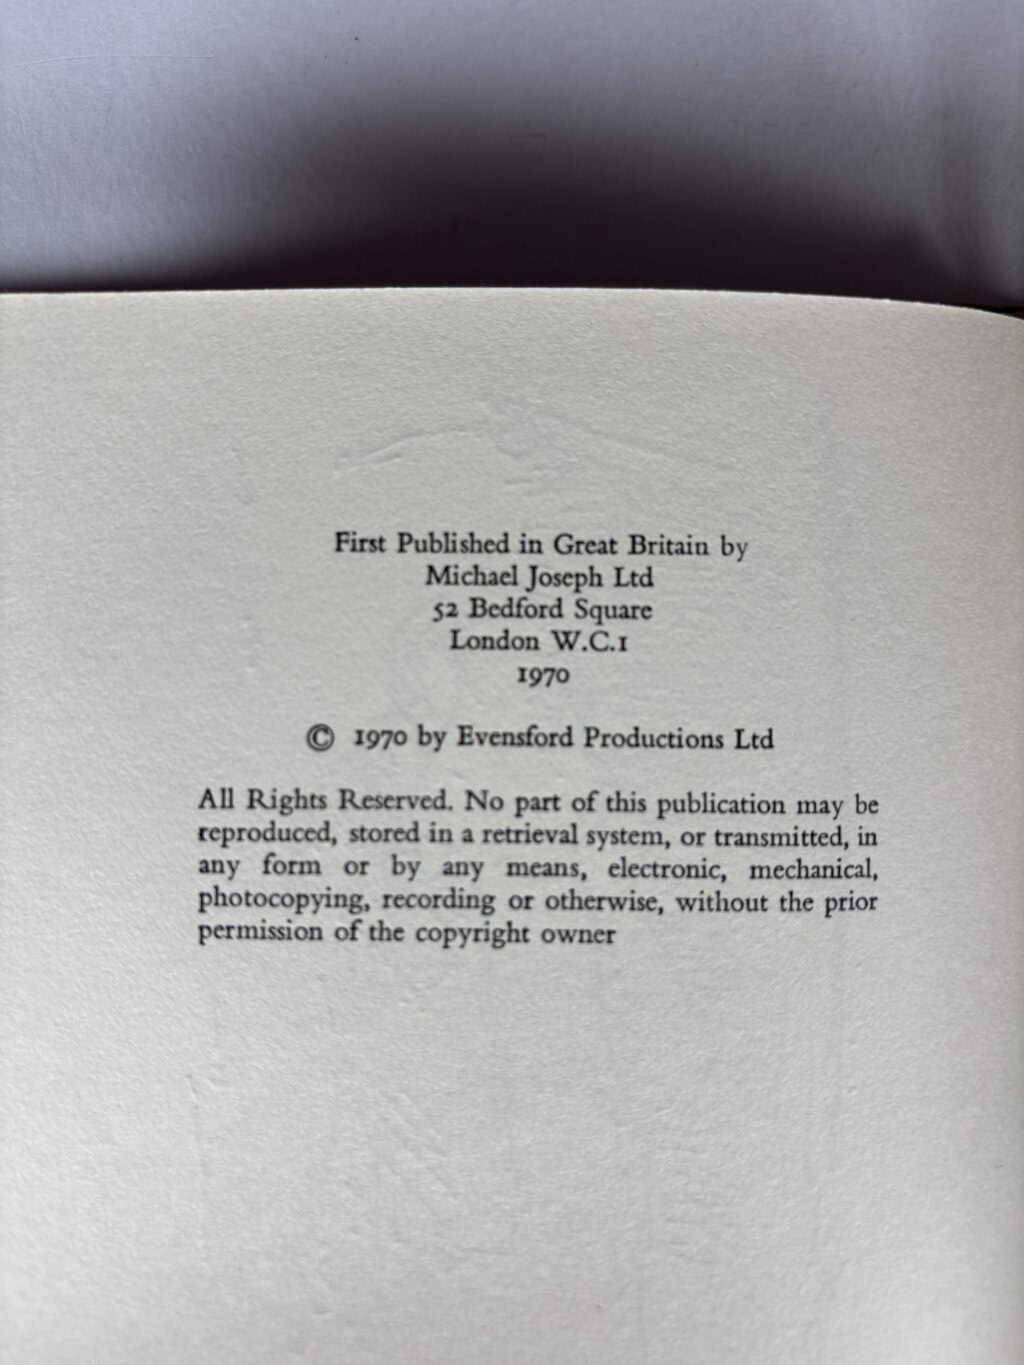 First Published in Great Britain by
Michael Joseph Ltd
52 Bedford Square
London W.C.1
1970
© 1970 by Evensford Productions Ltd
All Rights Reserved. No part of this publication may be
reproduced, stored in a retrieval system, or transmitted, in
any form or by any means, electronic, mechanical,
photocopying, recording or otherwise, without the prior
permission of the copyright owner